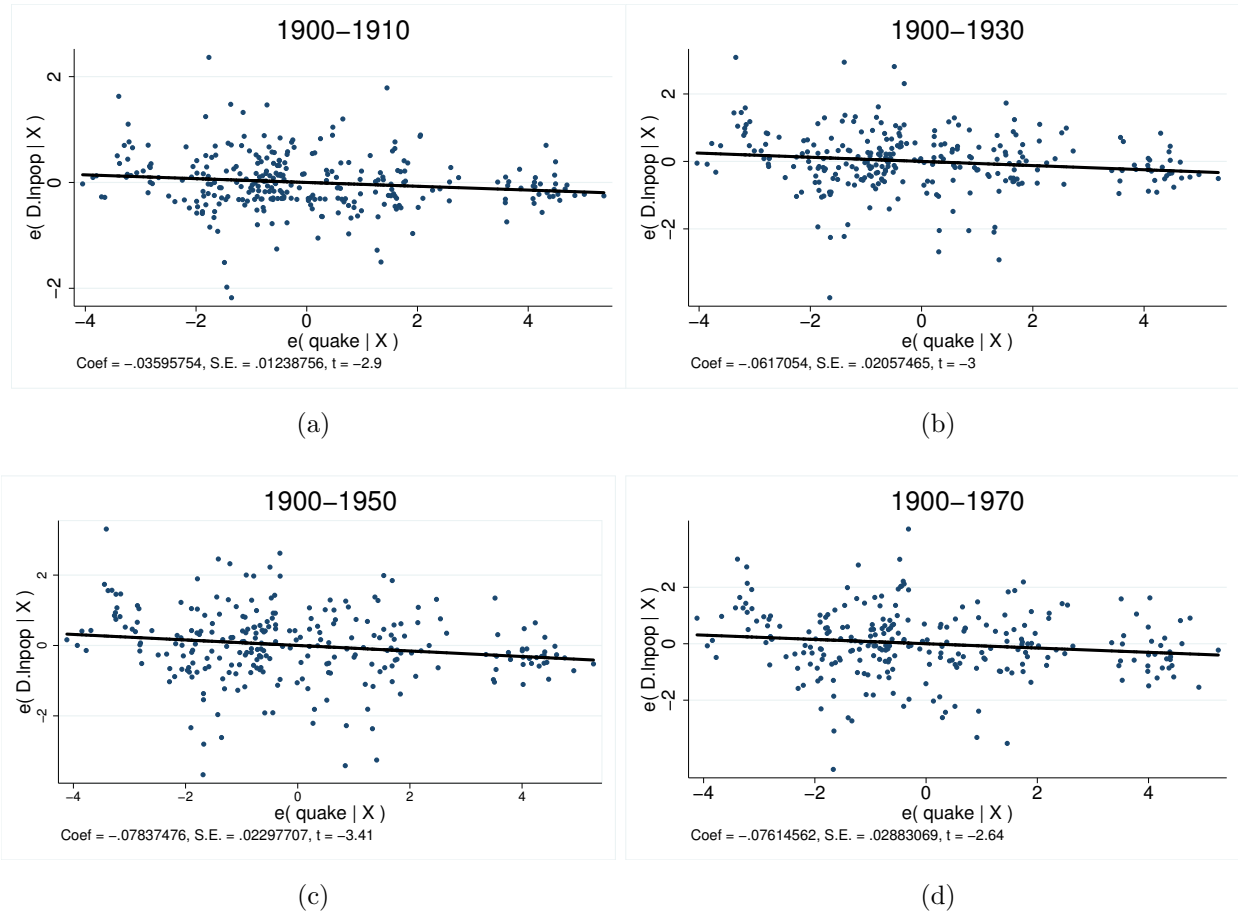 1900−1910
e( D.lnpop | X )
2
0
−2
−4 −2 0 2 4
e( quake | X )
Coef = −.03595754, S.E. = .01238756, t = −2.9
(a)
1900−1930
e( D.lnpop | X )
2
0
−2
−4 −2 0 2 4
e( quake | X )
Coef = −.0617054, S.E. = .02057465, t = −3
(b)
1900−1950
e( D.lnpop | X )
2
0
−2
−4 −2 0 2 4
e( quake | X )
Coef = −.07837476, S.E. = .02297707, t = −3.41
(c)
1900−1970
e( D.lnpop | X )
2
0
−2
−4 −2 0 2 4
e( quake | X )
Coef = −.07614562, S.E. = .02883069, t = −2.64
(d)